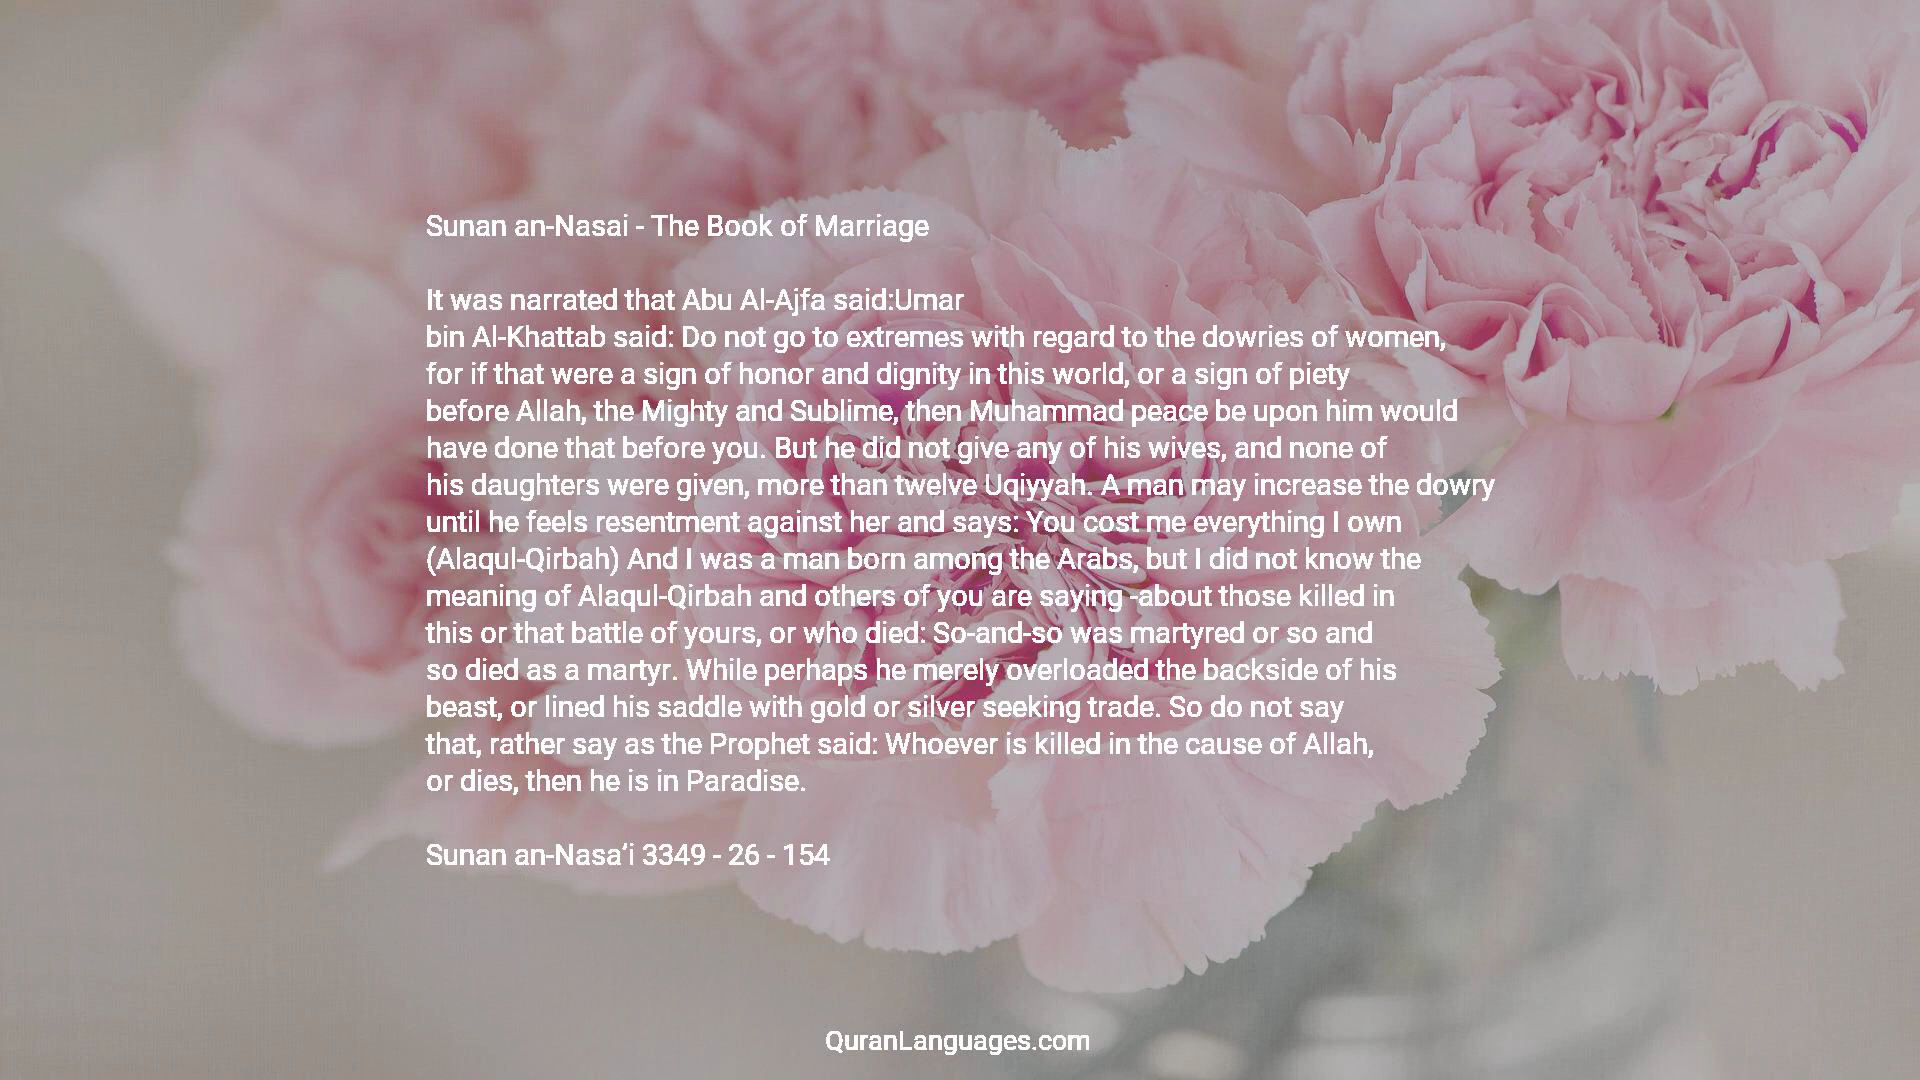 Sunan an-Nasai - The Book of Marriage
It was narrated that Abu Al-Ajfa said:Umar
bin Al-Khattab said: Do not go to extremes with regard to the dowries of women,
for if that were a sign of honor and dignity in this world, or a sign of piety
before Allah, the Mighty and Sublime, then Muhammad peace be upon him would
have done that before you. But he did not give any of his wives, and none of
his daughters were given, more than twelve Uqiyyah. A man may increase the dowry
until he feels resentment against her and says: You cost me everything I own
(Alaqul-Qirbah) And I was a man born among the Arabs, but I did not know the
meaning of Alaqul-Qirbah and others of you are saying -about those killed in
this or that battle of yours, or who died: So-and-so was martyred or so and
so died as a martyr. While perhaps he merely overloaded the backside of his
beast, or lined his saddle with gold or silver seeking trade. So do not say
that, rather say as the Prophet said: Whoever is killed in the cause of Allah,
or dies, then he is in Paradise.
Sunan an-Nasa’i 3349 - 26 - 154
QuranLanguages.com